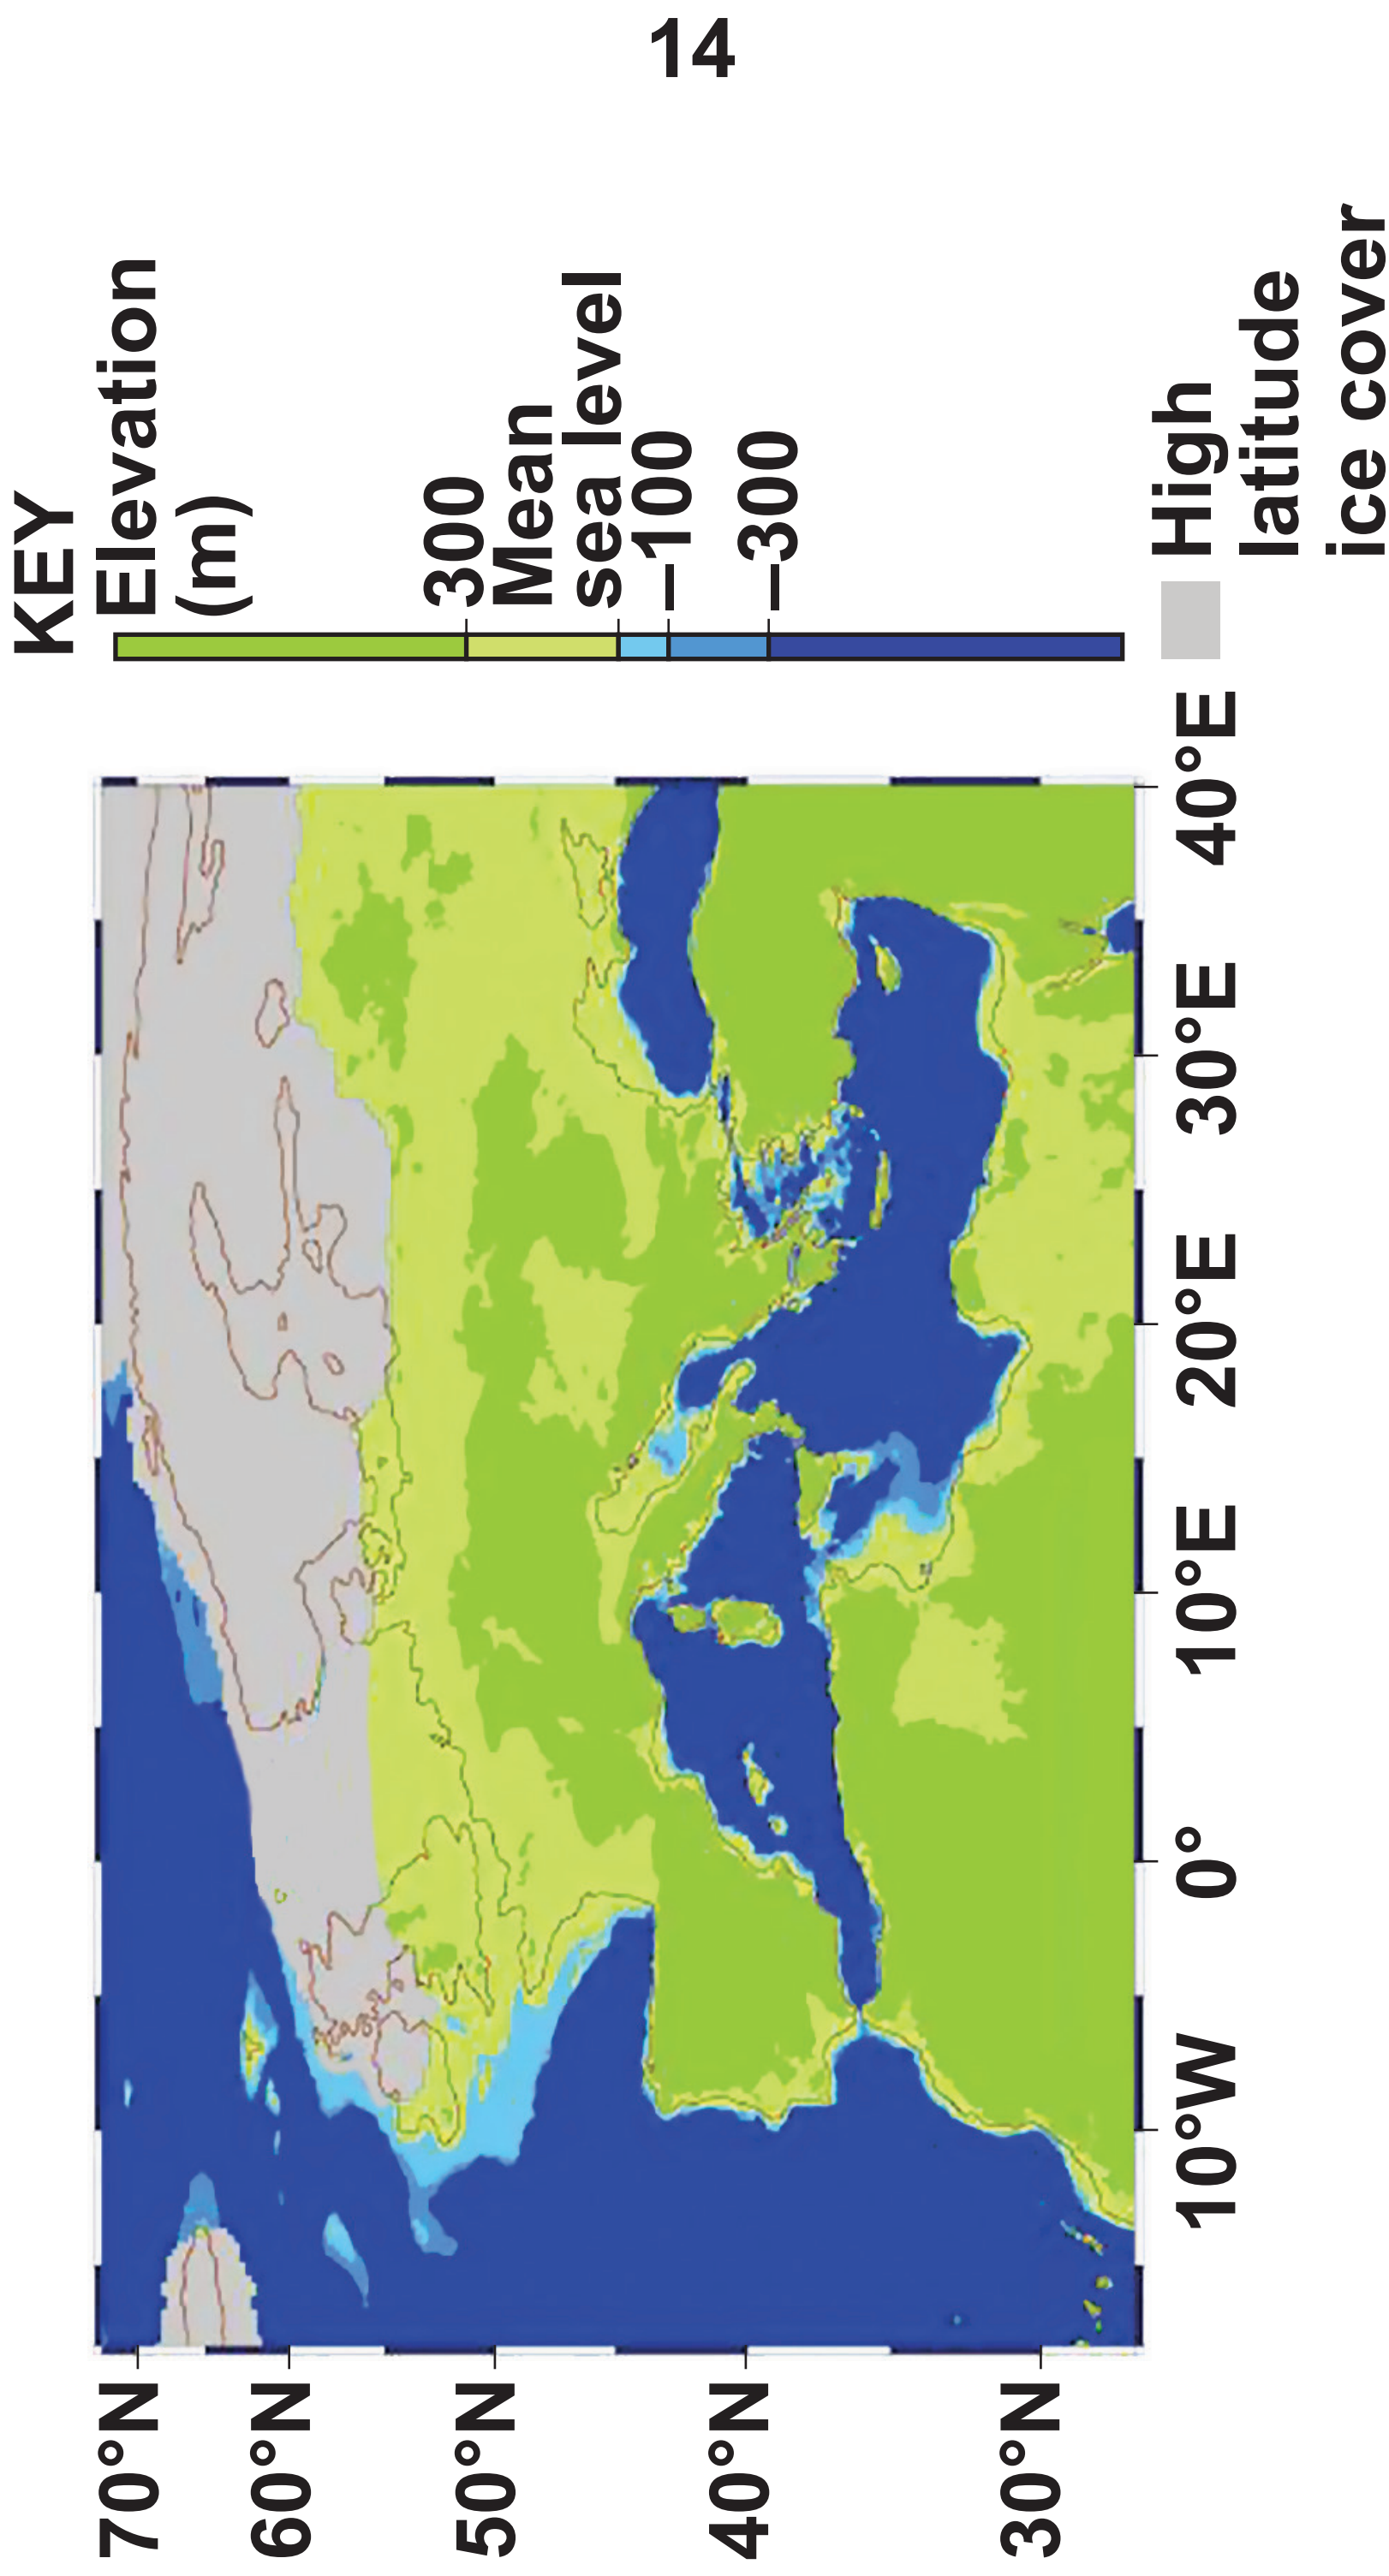 14
KEY
Elevation
(m)
300
Mean
sea level
–100
–300
High
latitude
ice cover
70°N
60°N
50°N
40°N
30°N
10°W
0°
10°E
20°E
30°E
40°E